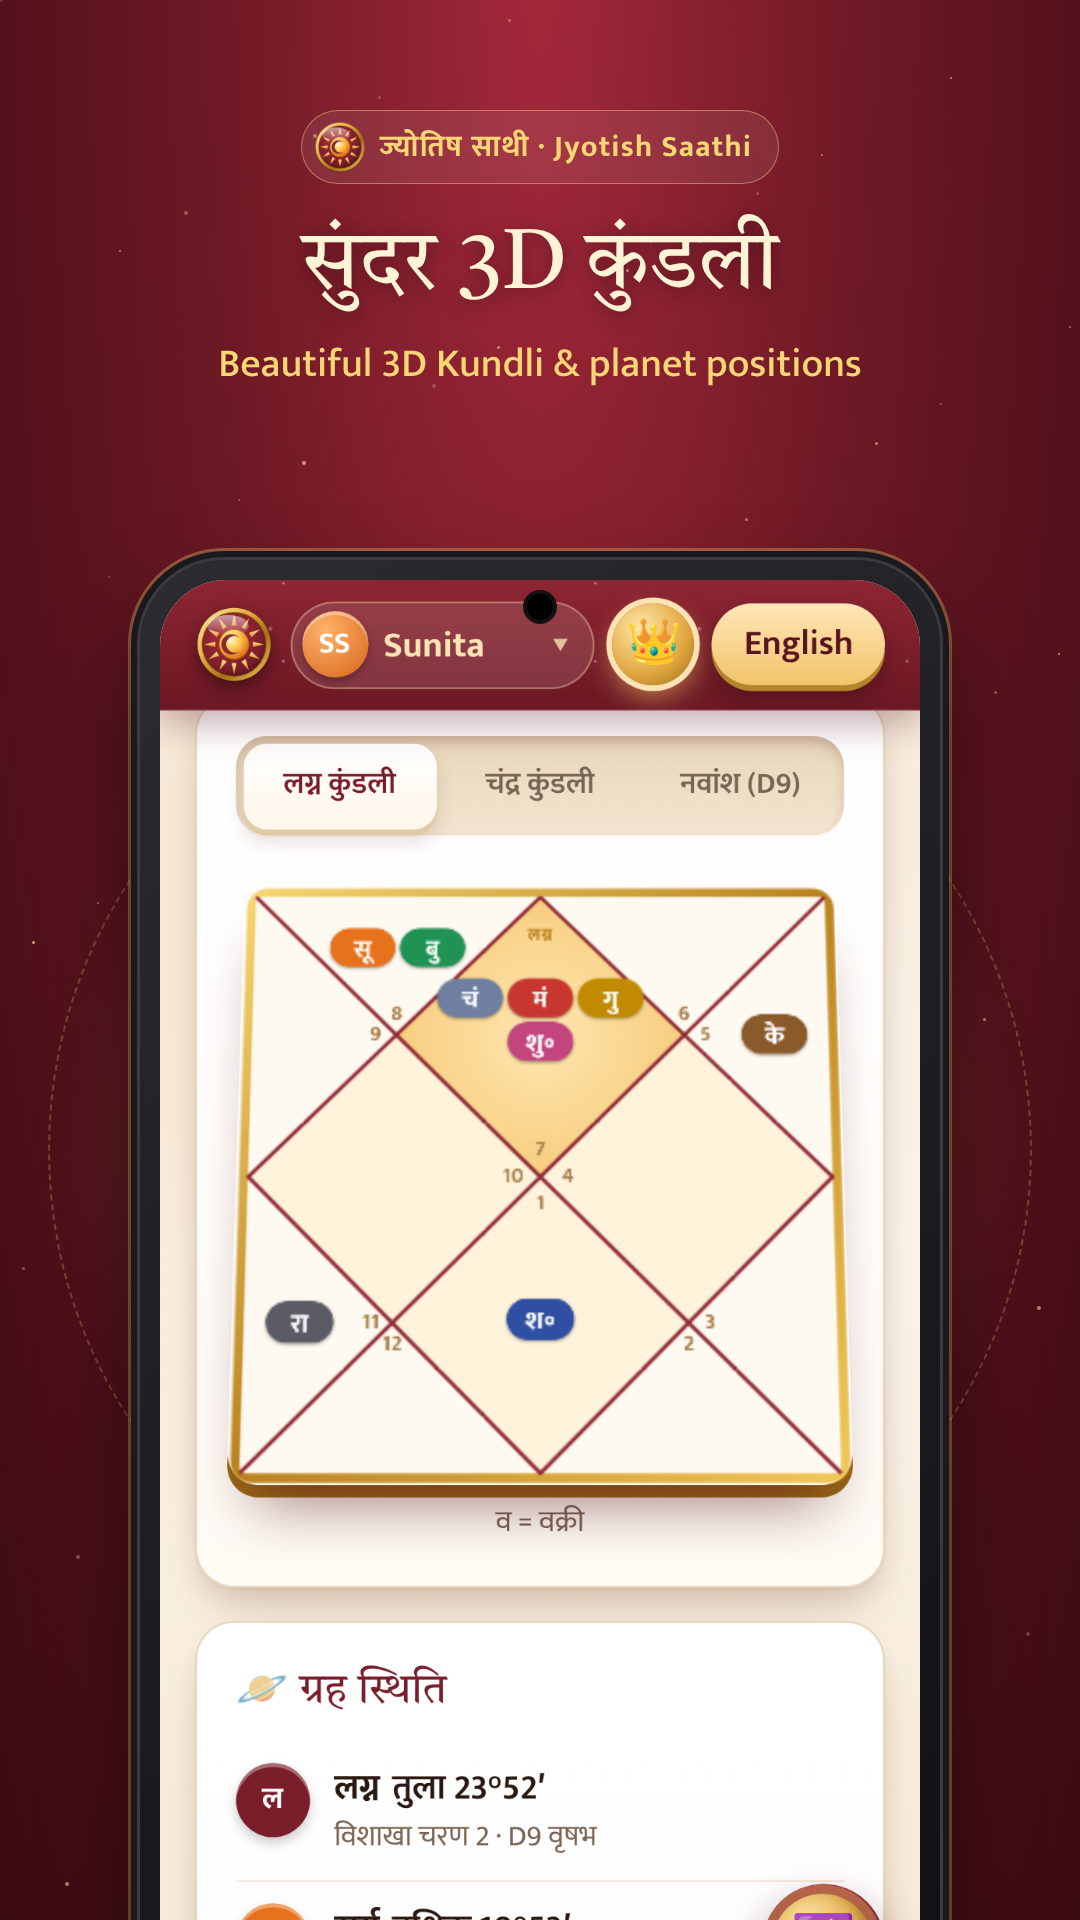 ज्योतिष साथी · Jyotish Saathi
सुंदर 3D कुंडली
Beautiful 3D Kundli & planet positions
SS Sunita English
लग्न कुंडली चंद्र कुंडली नवांश (D9)
लग्न
सू बु
चं मं गु
शु॰
के
8 6
9 5
7
10 4
1
रा 11 श॰ 3
12 2
व = वक्री
ग्रह स्थिति
ल लग्न तुला 23°52′
विशाखा चरण 2 · D9 वृषभ